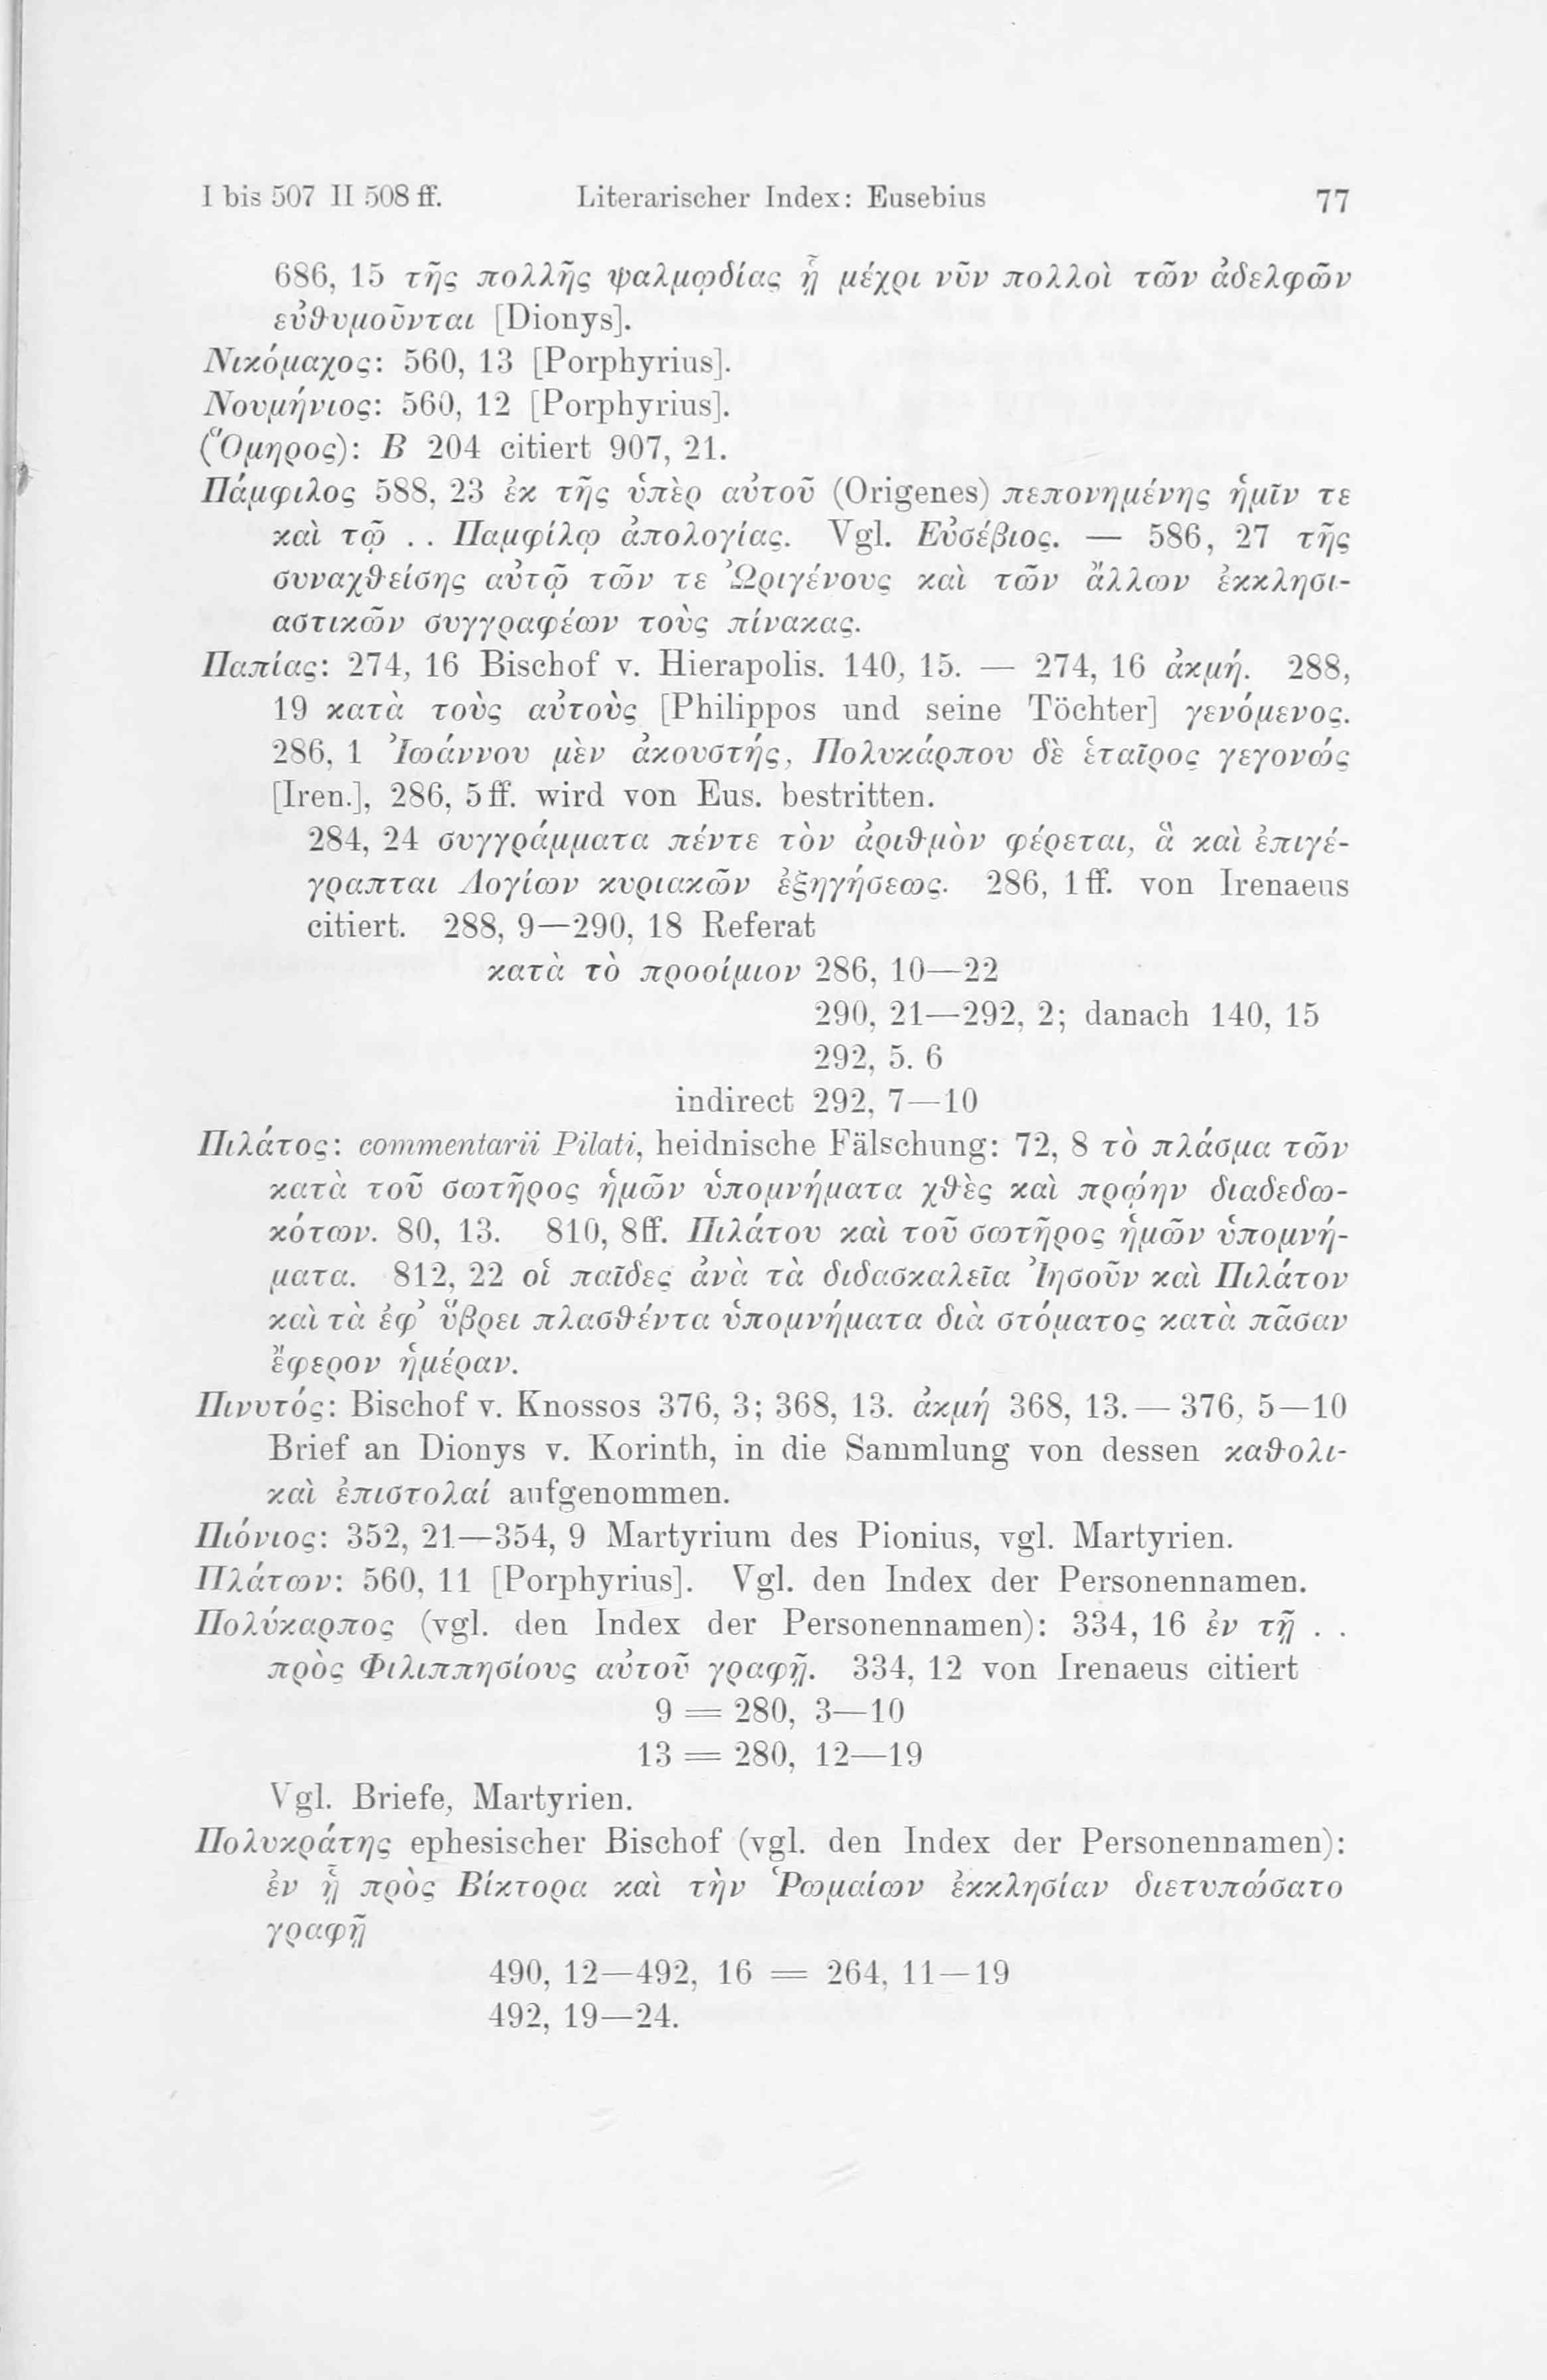 I bis 507 II 508 ff. Literarischer Index: Eusebius 77
686, 15 τῆς πολλῆς ψαλμῳδίας ᾗ μέχρι νῦν πολλοὶ τῶν ἀδελφῶν
εὐθυμοῦνται [Dionys].
Νικόμαχος: 560, 13 [Porphyrius].
Νουμήνιος: 560, 12 [Porphyrius].
(Ὅμηρος): B 204 citiert 907, 21.
Πάμφιλος 588, 23 ἐκ τῆς ὑπὲρ αὐτοῦ (Origenes) πεπονημένης ἡμῖν τε
καὶ τῷ . . Παμφίλῳ ἀπολογίας. Vgl. Εὐσέβιος. — 586, 27 τῆς
συναχθείσης αὐτῷ τῶν τε Ὠριγένους καὶ τῶν ἄλλων ἐκκλησι-
αστικῶν συγγραφέων τοὺς πίνακας.
Παπίας: 274, 16 Bischof v. Hierapolis. 140, 15. — 274, 16 ἀκμή. 288,
19 κατὰ τοὺς αὐτοὺς [Philippos und seine Töchter] γενόμενος.
286, 1 Ἰωάννου μὲν ἀκουστής, Πολυκάρπου δὲ ἑταῖρος γεγονώς
[Iren.], 286, 5 ff. wird von Eus. bestritten.
284, 24 συγγράμματα πέντε τὸν ἀριθμὸν φέρεται, ἃ καὶ ἐπιγέ-
γραπται Λογίων κυριακῶν ἐξηγήσεως. 286, 1 ff. von Irenaeus
citiert. 288, 9—290, 18 Referat
κατὰ τὸ προοίμιον 286, 10—22
290, 21—292, 2; danach 140, 15
292, 5. 6
indirect 292, 7—10
Πιλάτος: commentarii Pilati, heidnische Fälschung: 72, 8 τὸ πλάσμα τῶν
κατὰ τοῦ σωτῆρος ἡμῶν ὑπομνήματα χθὲς καὶ πρῴην διαδεδω-
κότων. 80, 13. 810, 8 ff. Πιλάτου καὶ τοῦ σωτῆρος ἡμῶν ὑπομνή-
ματα. 812, 22 οἱ παῖδες ἀνὰ τὰ διδασκαλεῖα Ἰησοῦν καὶ Πιλάτον
καὶ τὰ ἐφ᾽ ὕβρει πλασθέντα ὑπομνήματα διὰ στόματος κατὰ πᾶσαν
ἔφερον ἡμέραν.
Πινυτός: Bischof v. Knossos 376, 3; 368, 13. ἀκμή 368, 13. — 376, 5—10
Brief an Dionys v. Korinth, in die Sammlung von dessen καθολι-
καὶ ἐπιστολαί aufgenommen.
Πιόνιος: 352, 21—354, 9 Martyrium des Pionius, vgl. Martyrien.
Πλάτων: 560, 11 [Porphyrius]. Vgl. den Index der Personennamen.
Πολύκαρπος (vgl. den Index der Personennamen): 334, 16 ἐν τῇ . .
πρὸς Φιλιππησίους αὐτοῦ γραφῇ. 334, 12 von Irenaeus citiert
9 = 280, 3—10
13 = 280, 12—19
Vgl. Briefe, Martyrien.
Πολυκράτης ephesischer Bischof (vgl. den Index der Personennamen):
ἐν ᾗ πρὸς Βίκτορα καὶ τὴν Ῥωμαίων ἐκκλησίαν διετυπώσατο
γραφῇ
490, 12—492, 16 = 264, 11—19
492, 19—24.